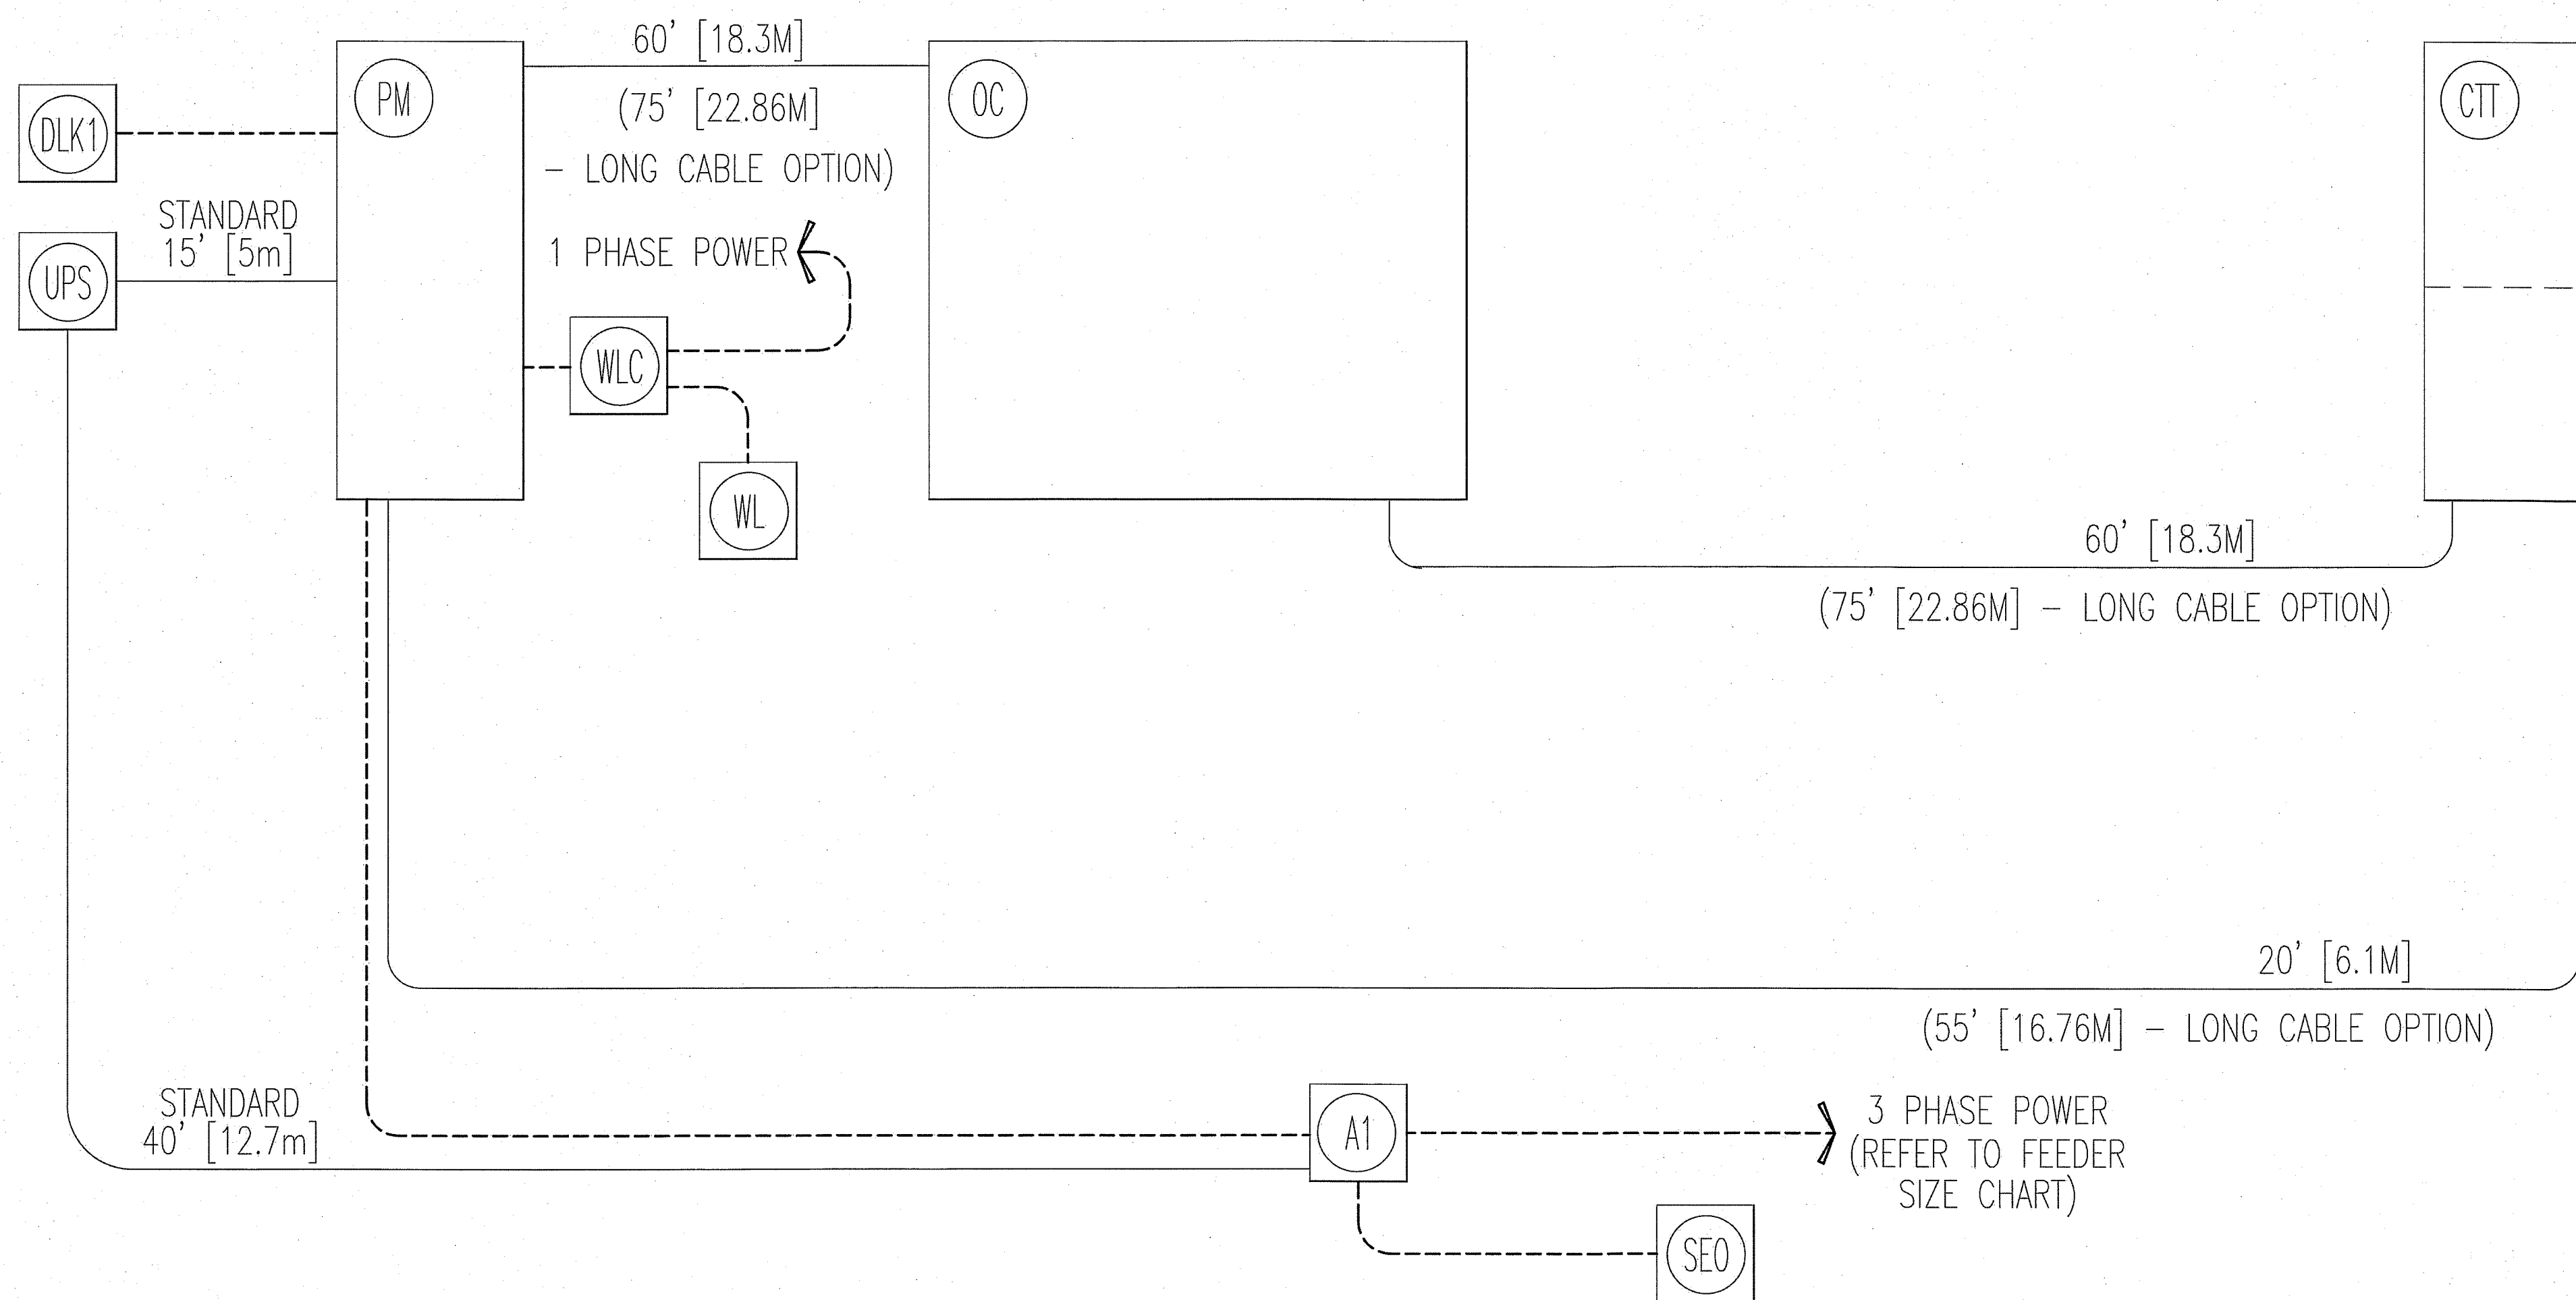 60' [18.3M]
PM
OC
CTT
(75' [22.86M]
DLK1
- LONG CABLE OPTION)
STANDARD
15' [5m]
1 PHASE POWER
UPS
WLC
WL
60' [18.3M]
(75' [22.86M] - LONG CABLE OPTION)
20' [6.1M]
(55' [16.76M] - LONG CABLE OPTION)
STANDARD
40' [12.7m]
A1
3 PHASE POWER
(REFER TO FEEDER
SIZE CHART)
SEO